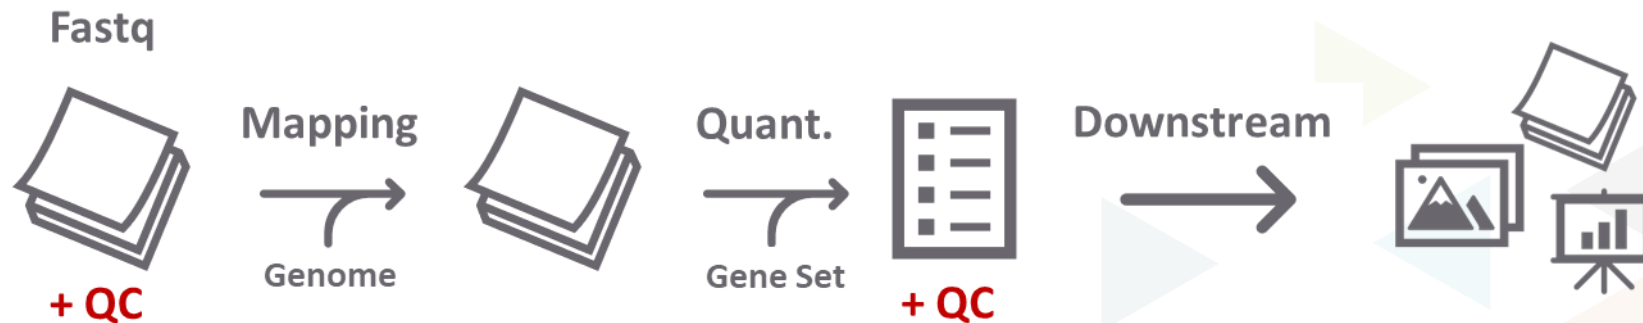 Fastq
Mapping
Quant.
Downstream
Genome
Gene Set
+ QC
+ QC